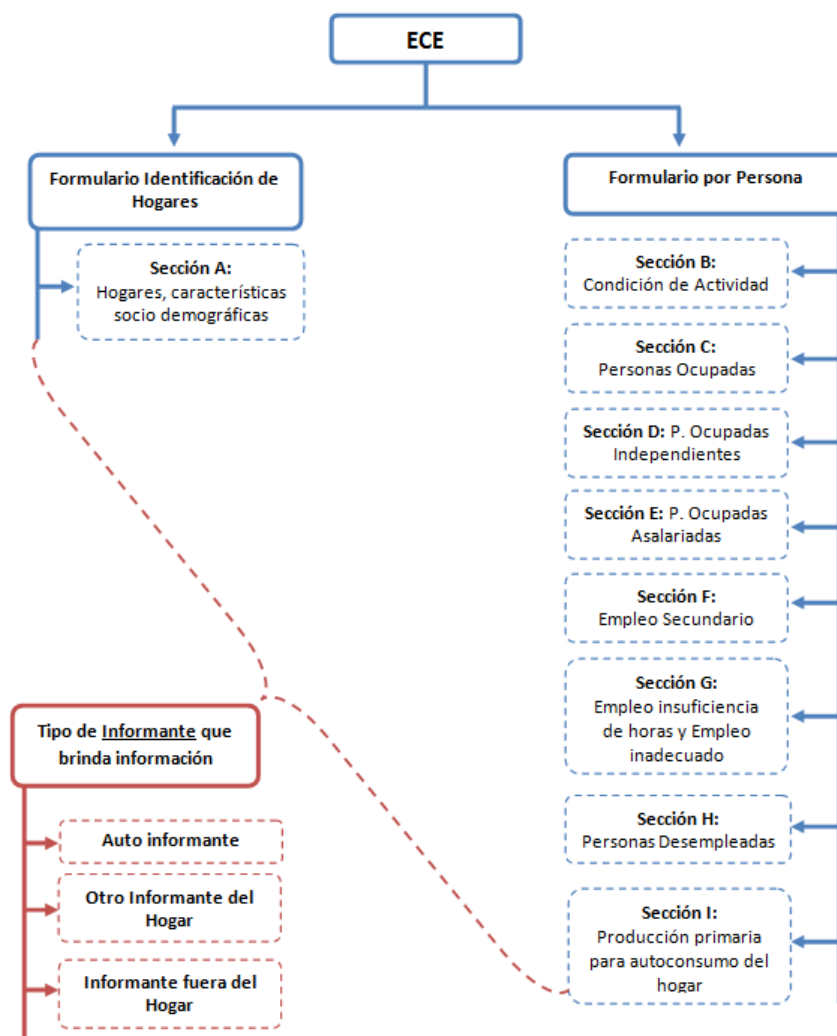 ECE
Formulario Identificación de
Hogares
Sección A:
Hogares, características
socio demográficas
Formulario por Persona
Sección B:
Condición de Actividad
Sección C:
Personas Ocupadas
Sección D: P. Ocupadas
Independientes
Sección E: P. Ocupadas
Asalariadas
Sección F:
Empleo Secundario
Sección G:
Empleo insuficiencia
de horas y Empleo
inadecuado
Sección H:
Personas Desempleadas
Sección I:
Producción primaria
para autoconsumo del
hogar
Tipo de Informante que
brinda información
Auto informante
Otro Informante del
Hogar
Informante fuera del
Hogar